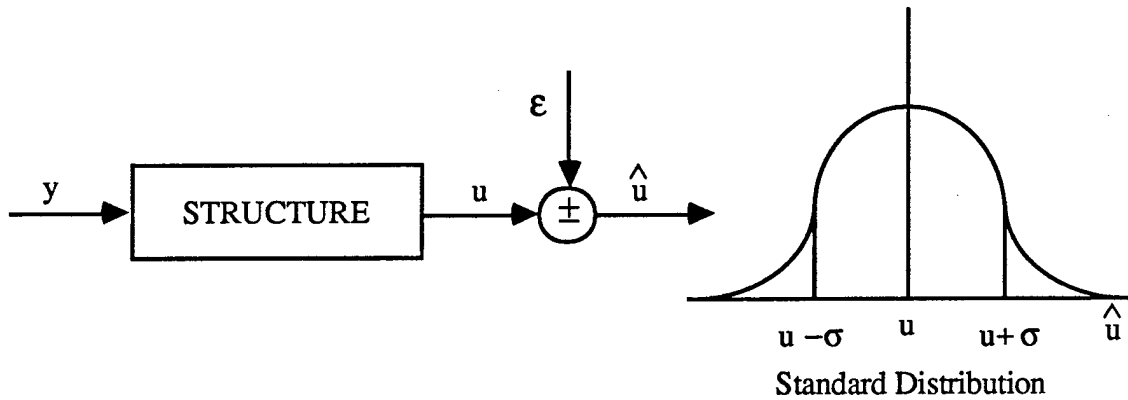 ε
y
STRUCTURE
u
±
û
u −σ
u
u+ σ
û
Standard Distribution